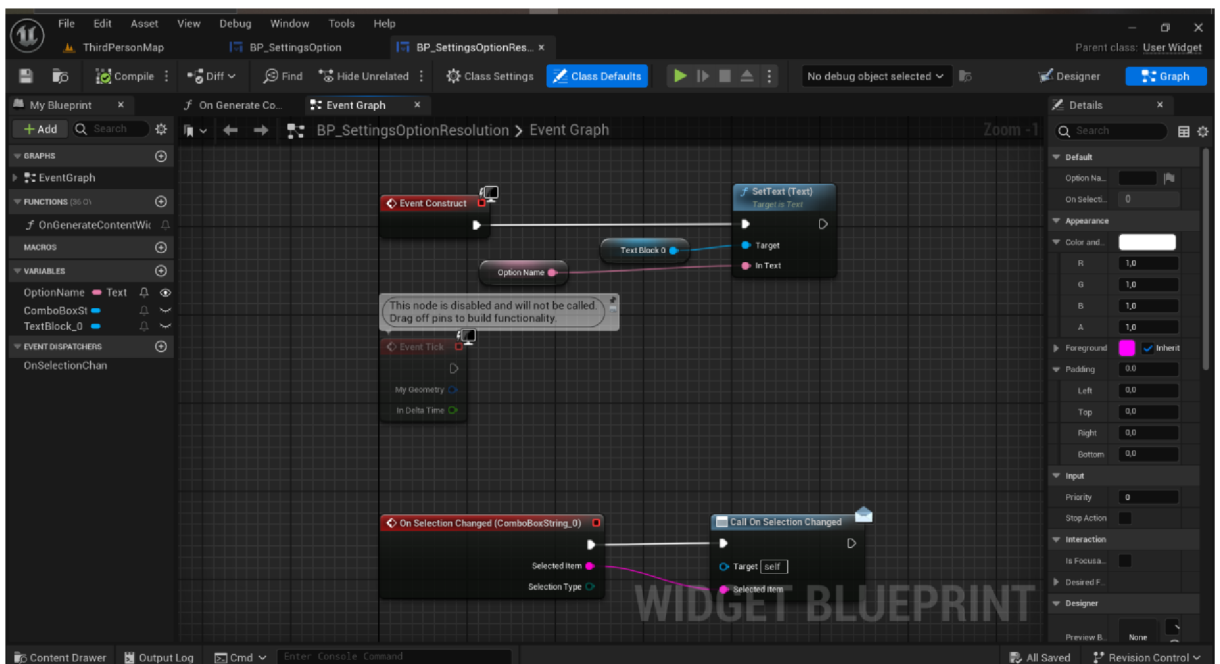 File Edit Asset View Debug Window Tools Help
ThirdPersonMap BP_SettingsOption BP_SettingsOptionRes... × Parent class: User Widget
Compile Diff Find Hide Unrelated Class Settings Class Defaults No debug object selected Designer Graph
My Blueprint × On Generate Co... Event Graph × Details ×
+ Add Search BP_SettingsOptionResolution > Event Graph Zoom -1 Search
GRAPHS
EventGraph
FUNCTIONS
OnGenerateContentWic
MACROS
VARIABLES
OptionName Text
ComboBoxSt
TextBlock_0
EVENT DISPATCHERS
OnSelectionChan
Event Construct
SetText (Text)
Target is Text
Text Block 0
Target
Option Name
In Text
This node is disabled and will not be called.
Drag off pins to build functionality.
Event Tick
My Geometry
In Delta Time
On Selection Changed (ComboBoxString_0)
Selected Item
Selection Type
Call On Selection Changed
Target self
Selected Item
WIDGET BLUEPRINT
Default
Option Na...
On Selecti... 0
Appearance
Color and...
R 1,0
G 1,0
B 1,0
A 1,0
Foreground Inherit
Padding 0,0
Left 0,0
Top 0,0
Right 0,0
Bottom 0,0
Input
Priority 0
Stop Action
Interaction
Is Focusa...
Desired F...
Designer
Preview B... None
Content Drawer Output Log Cmd Enter Console Command All Saved Revision Control